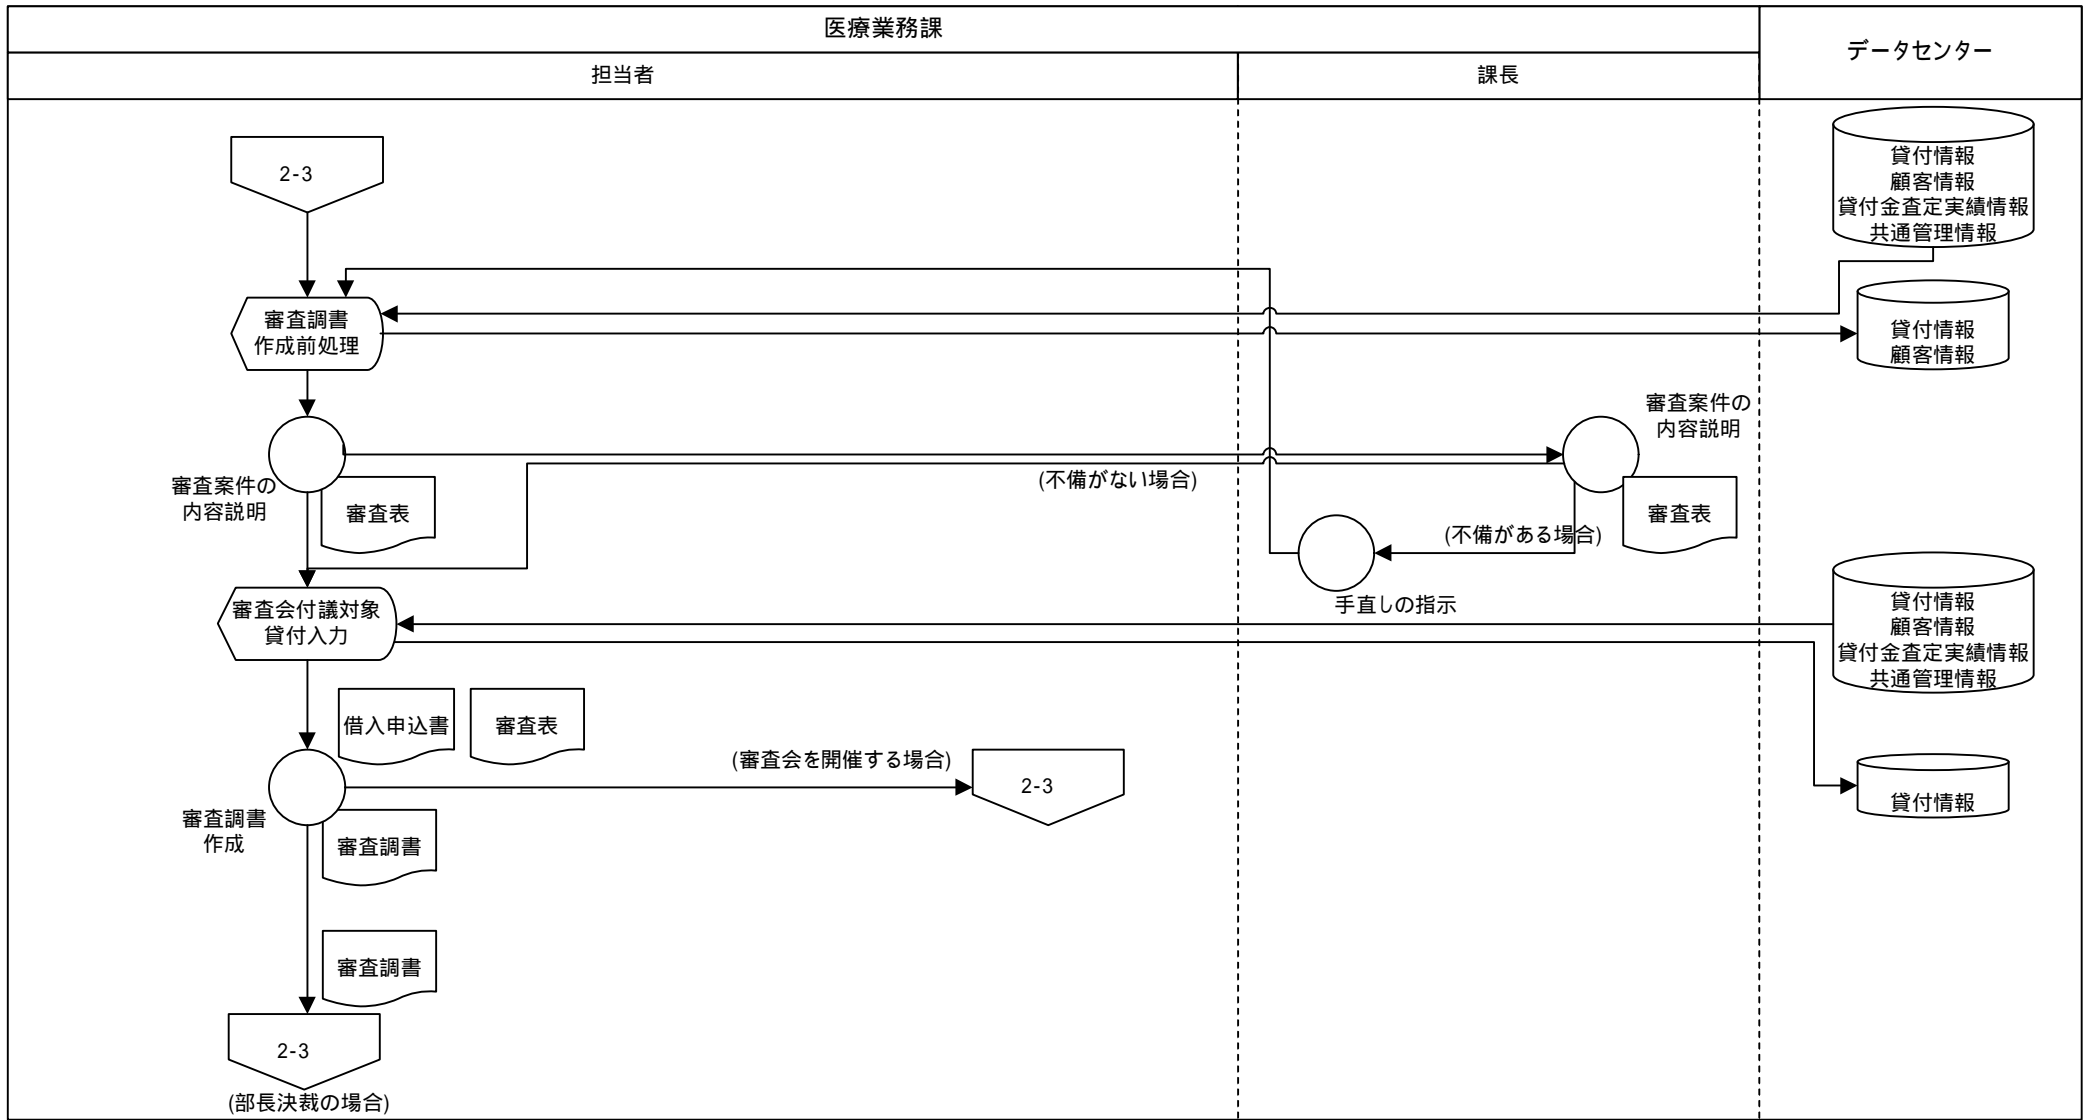 医療業務課
データセンター
担当者
課長
2-3
貸付情報
顧客情報
貸付金査定実績情報
共通管理情報
審査調書
作成前処理
貸付情報
顧客情報
審査案件の
内容説明
審査表
(不備がない場合)
審査案件の
内容説明
審査表
(不備がある場合)
手直しの指示
審査会付議対象
貸付入力
貸付情報
顧客情報
貸付金査定実績情報
共通管理情報
借入申込書
審査表
(審査会を開催する場合)
2-3
貸付情報
審査調書
作成
審査調書
審査調書
2-3
(部長決裁の場合)